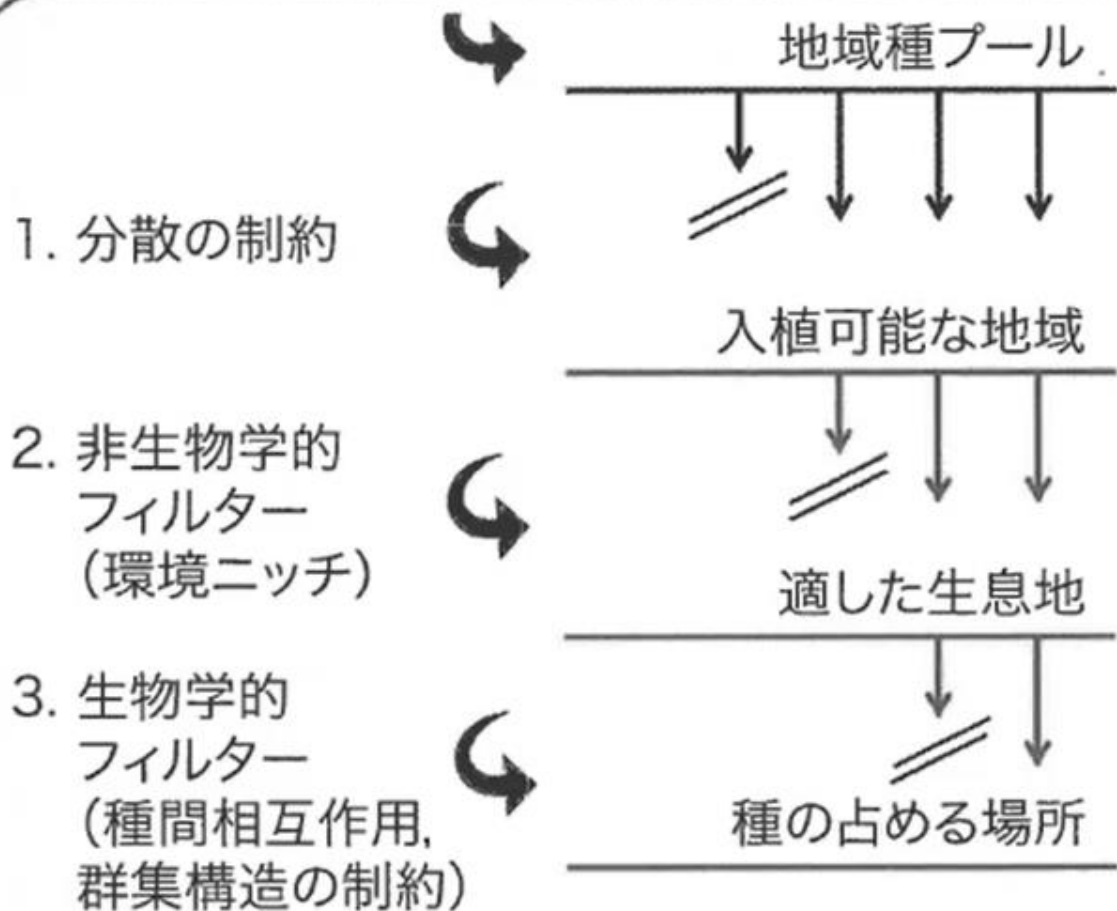 地域種プール
1. 分散の制約
入植可能な地域
2. 非生物学的
フィルター
（環境ニッチ）
適した生息地
3. 生物学的
フィルター
（種間相互作用,
群集構造の制約）
種の占める場所